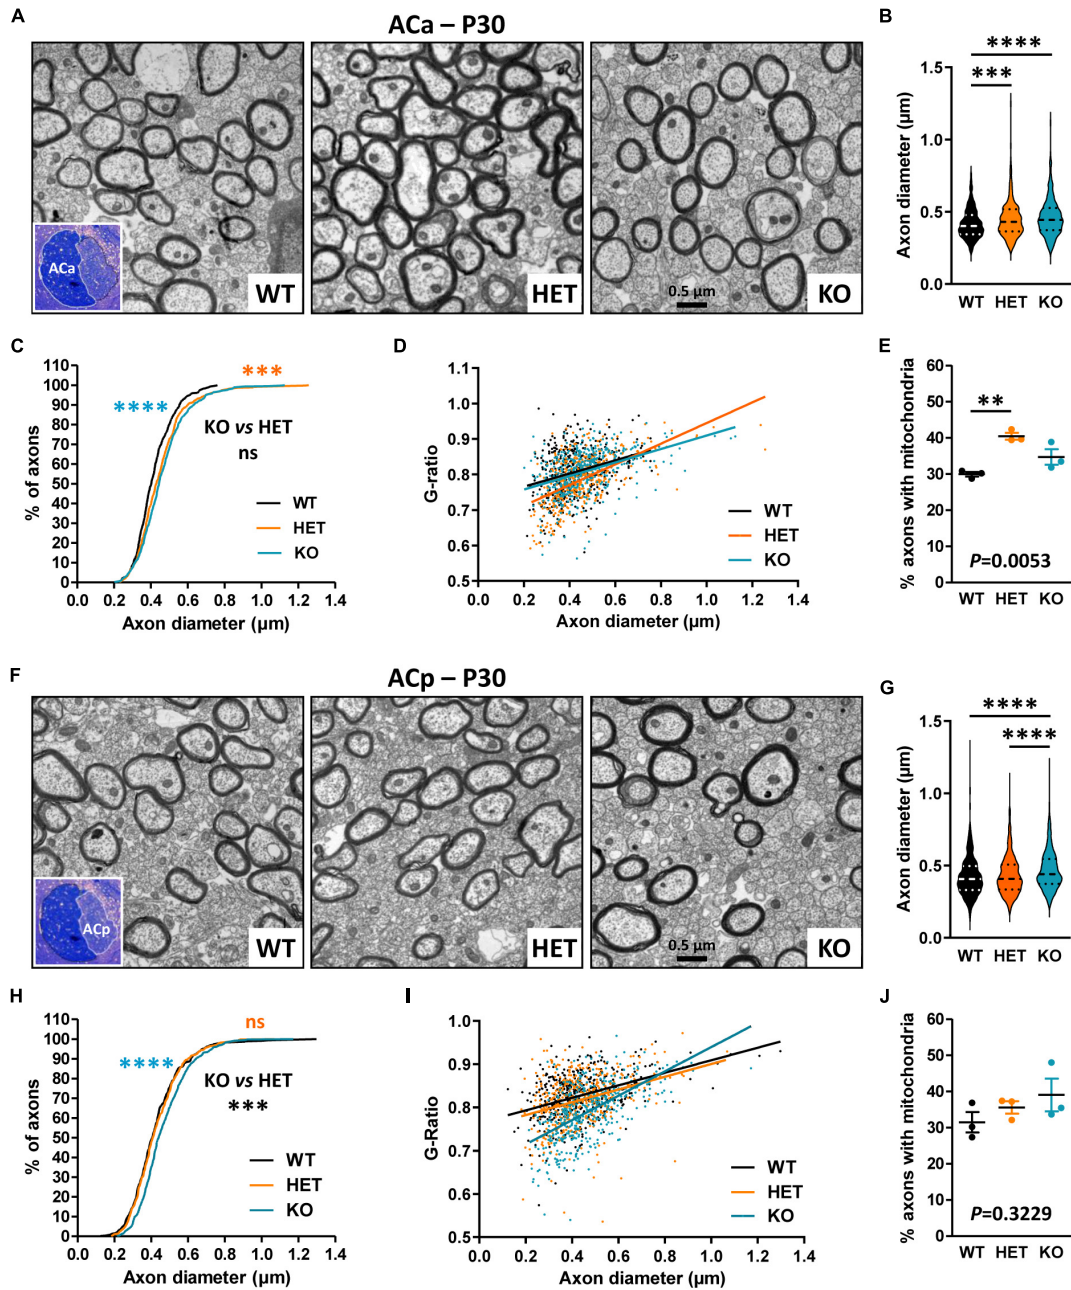 A
ACa – P30
ACa
WT
HET
0.5 µm
KO
B
****
***
Axon diameter (µm)
1.5
1.0
0.5
0.0
WT HET KO
C
% of axons
110
100
90
80
70
60
50
40
30
20
10
0
***
****
KO vs HET
ns
WT
HET
KO
0.0 0.2 0.4 0.6 0.8 1.0 1.2 1.4
Axon diameter (µm)
D
G-ratio
1.1
1.0
0.9
0.8
0.7
0.6
0.5
WT
HET
KO
0.0 0.2 0.4 0.6 0.8 1.0 1.2 1.4
Axon diameter (µm)
E
% axons with mitochondria
60
50
40
30
20
10
0
**
P=0.0053
WT HET KO
F
ACp – P30
ACp
WT
HET
0.5 µm
KO
G
****
****
Axon diameter (µm)
1.5
1.0
0.5
0.0
WT HET KO
H
% of axons
110
100
90
80
70
60
50
40
30
20
10
0
ns
****
KO vs HET
***
WT
HET
KO
0.0 0.2 0.4 0.6 0.8 1.0 1.2 1.4
Axon diameter (µm)
I
G-Ratio
1.0
0.9
0.8
0.7
0.6
0.5
WT
HET
KO
0.0 0.2 0.4 0.6 0.8 1.0 1.2 1.4
Axon diameter (µm)
J
% axons with mitochondria
60
50
40
30
20
10
0
P=0.3229
WT HET KO